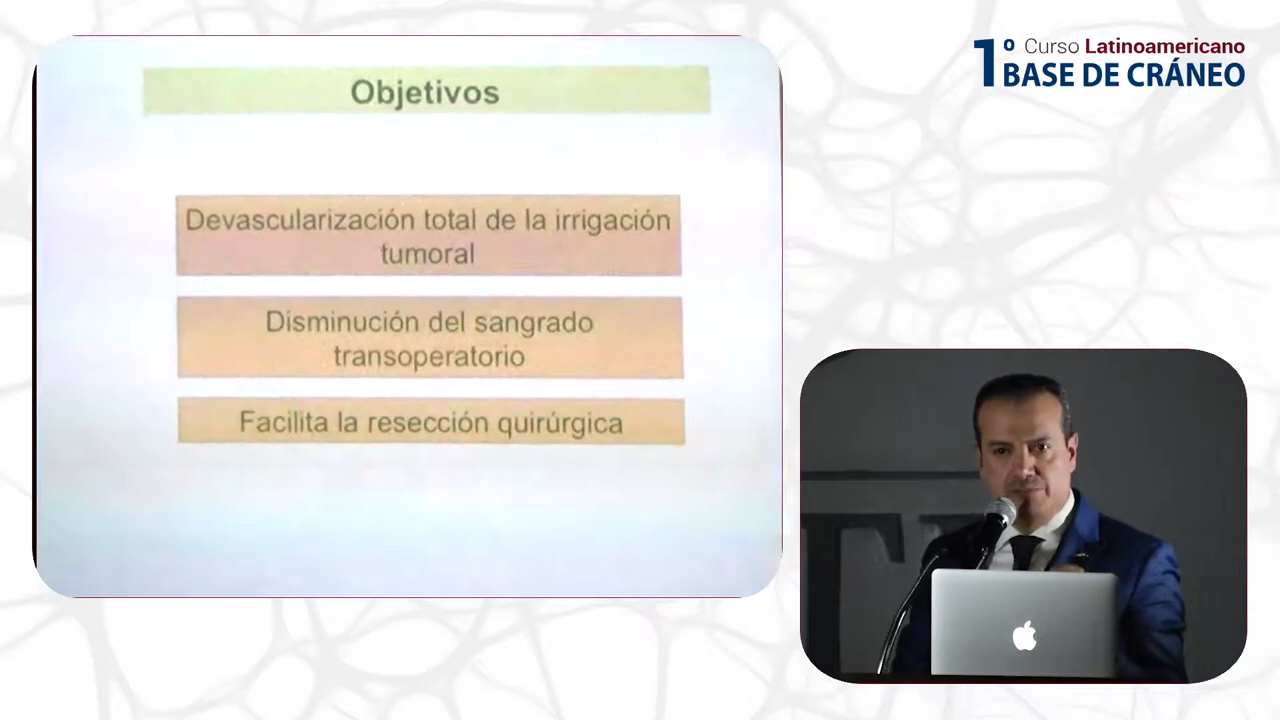 1º Curso Latinoamericano
BASE DE CRÁNEO
Objetivos
Devascularización total de la irrigación
tumoral
Disminución del sangrado
transoperatorio
Facilita la resección quirúrgica